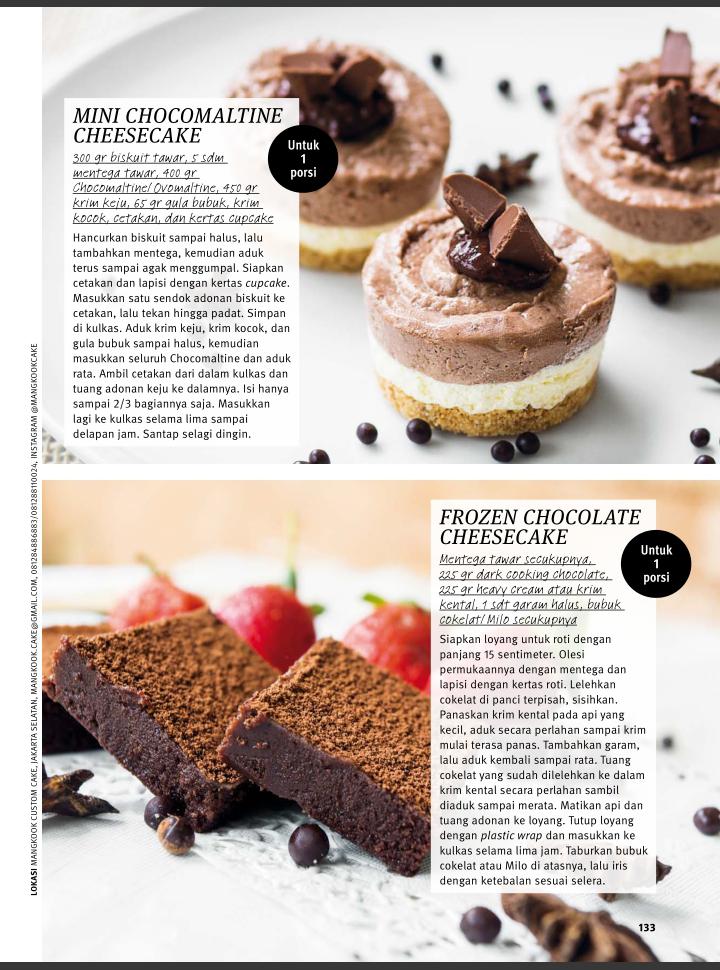 MINI CHOCOMALTINE
CHEESECAKE
Untuk
1
porsi
300 gr biskuit tawar, 5 sdm
mentega tawar, 400 gr
Chocomaltine/Ovomaltine, 450 gr
krim keju, 65 gr gula bubuk, krim
kocok, cetakan, dan kertas cupcake
Hancurkan biskuit sampai halus, lalu
tambahkan mentega, kemudian aduk
terus sampai agak menggumpal. Siapkan
cetakan dan lapisi dengan kertas cupcake.
Masukkan satu sendok adonan biskuit ke
cetakan, lalu tekan hingga padat. Simpan
di kulkas. Aduk krim keju, krim kocok, dan
gula bubuk sampai halus, kemudian
masukkan seluruh Chocomaltine dan aduk
rata. Ambil cetakan dari dalam kulkas dan
tuang adonan keju ke dalamnya. Isi hanya
sampai 2/3 bagiannya saja. Masukkan
lagi ke kulkas selama lima sampai
delapan jam. Santap selagi dingin.
FROZEN CHOCOLATE
CHEESECAKE
Untuk
1
porsi
Mentega tawar secukupnya,
225 gr dark cooking chocolate,
225 gr heavy cream atau krim
kental, 1 sdt garam halus, bubuk
cokelat/Milo secukupnya
Siapkan loyang untuk roti dengan
panjang 15 sentimeter. Olesi
permukaannya dengan mentega dan
lapisi dengan kertas roti. Lelehkan
cokelat di panci terpisah, sisihkan.
Panaskan krim kental pada api yang
kecil, aduk secara perlahan sampai krim
mulai terasa panas. Tambahkan garam,
lalu aduk kembali sampai rata. Tuang
cokelat yang sudah dilelehkan ke dalam
krim kental secara perlahan sambil
diaduk sampai merata. Matikan api dan
tuang adonan ke loyang. Tutup loyang
dengan plastic wrap dan masukkan ke
kulkas selama lima jam. Taburkan bubuk
cokelat atau Milo di atasnya, lalu iris
dengan ketebalan sesuai selera.
LOKASI MANGKOOK CUSTOM CAKE, JAKARTA SELATAN, MANGKOOK.CAKE@GMAIL.COM, 081284886883/081288110024, INSTAGRAM @MANGKOOKCAKE
133